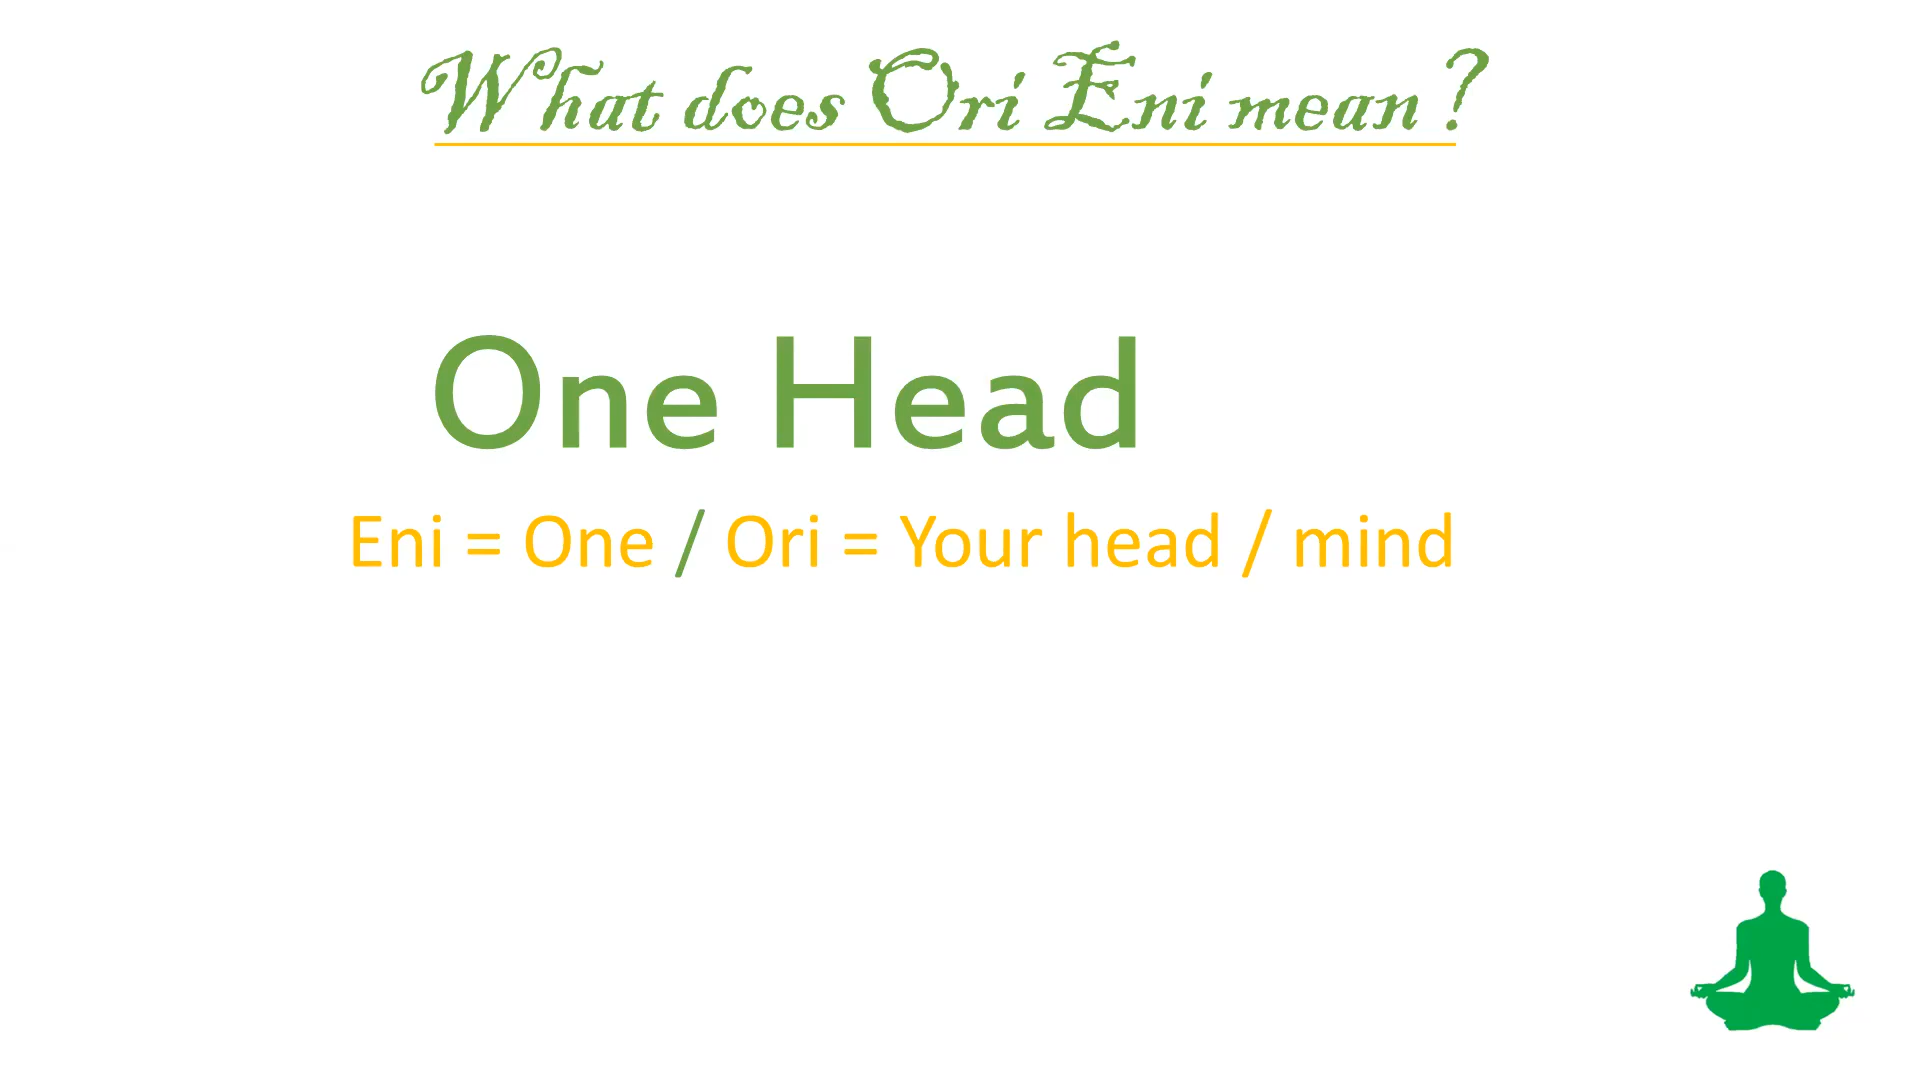 What does Ori Eni mean?
One Head
Eni = One / Ori = Your head / mind